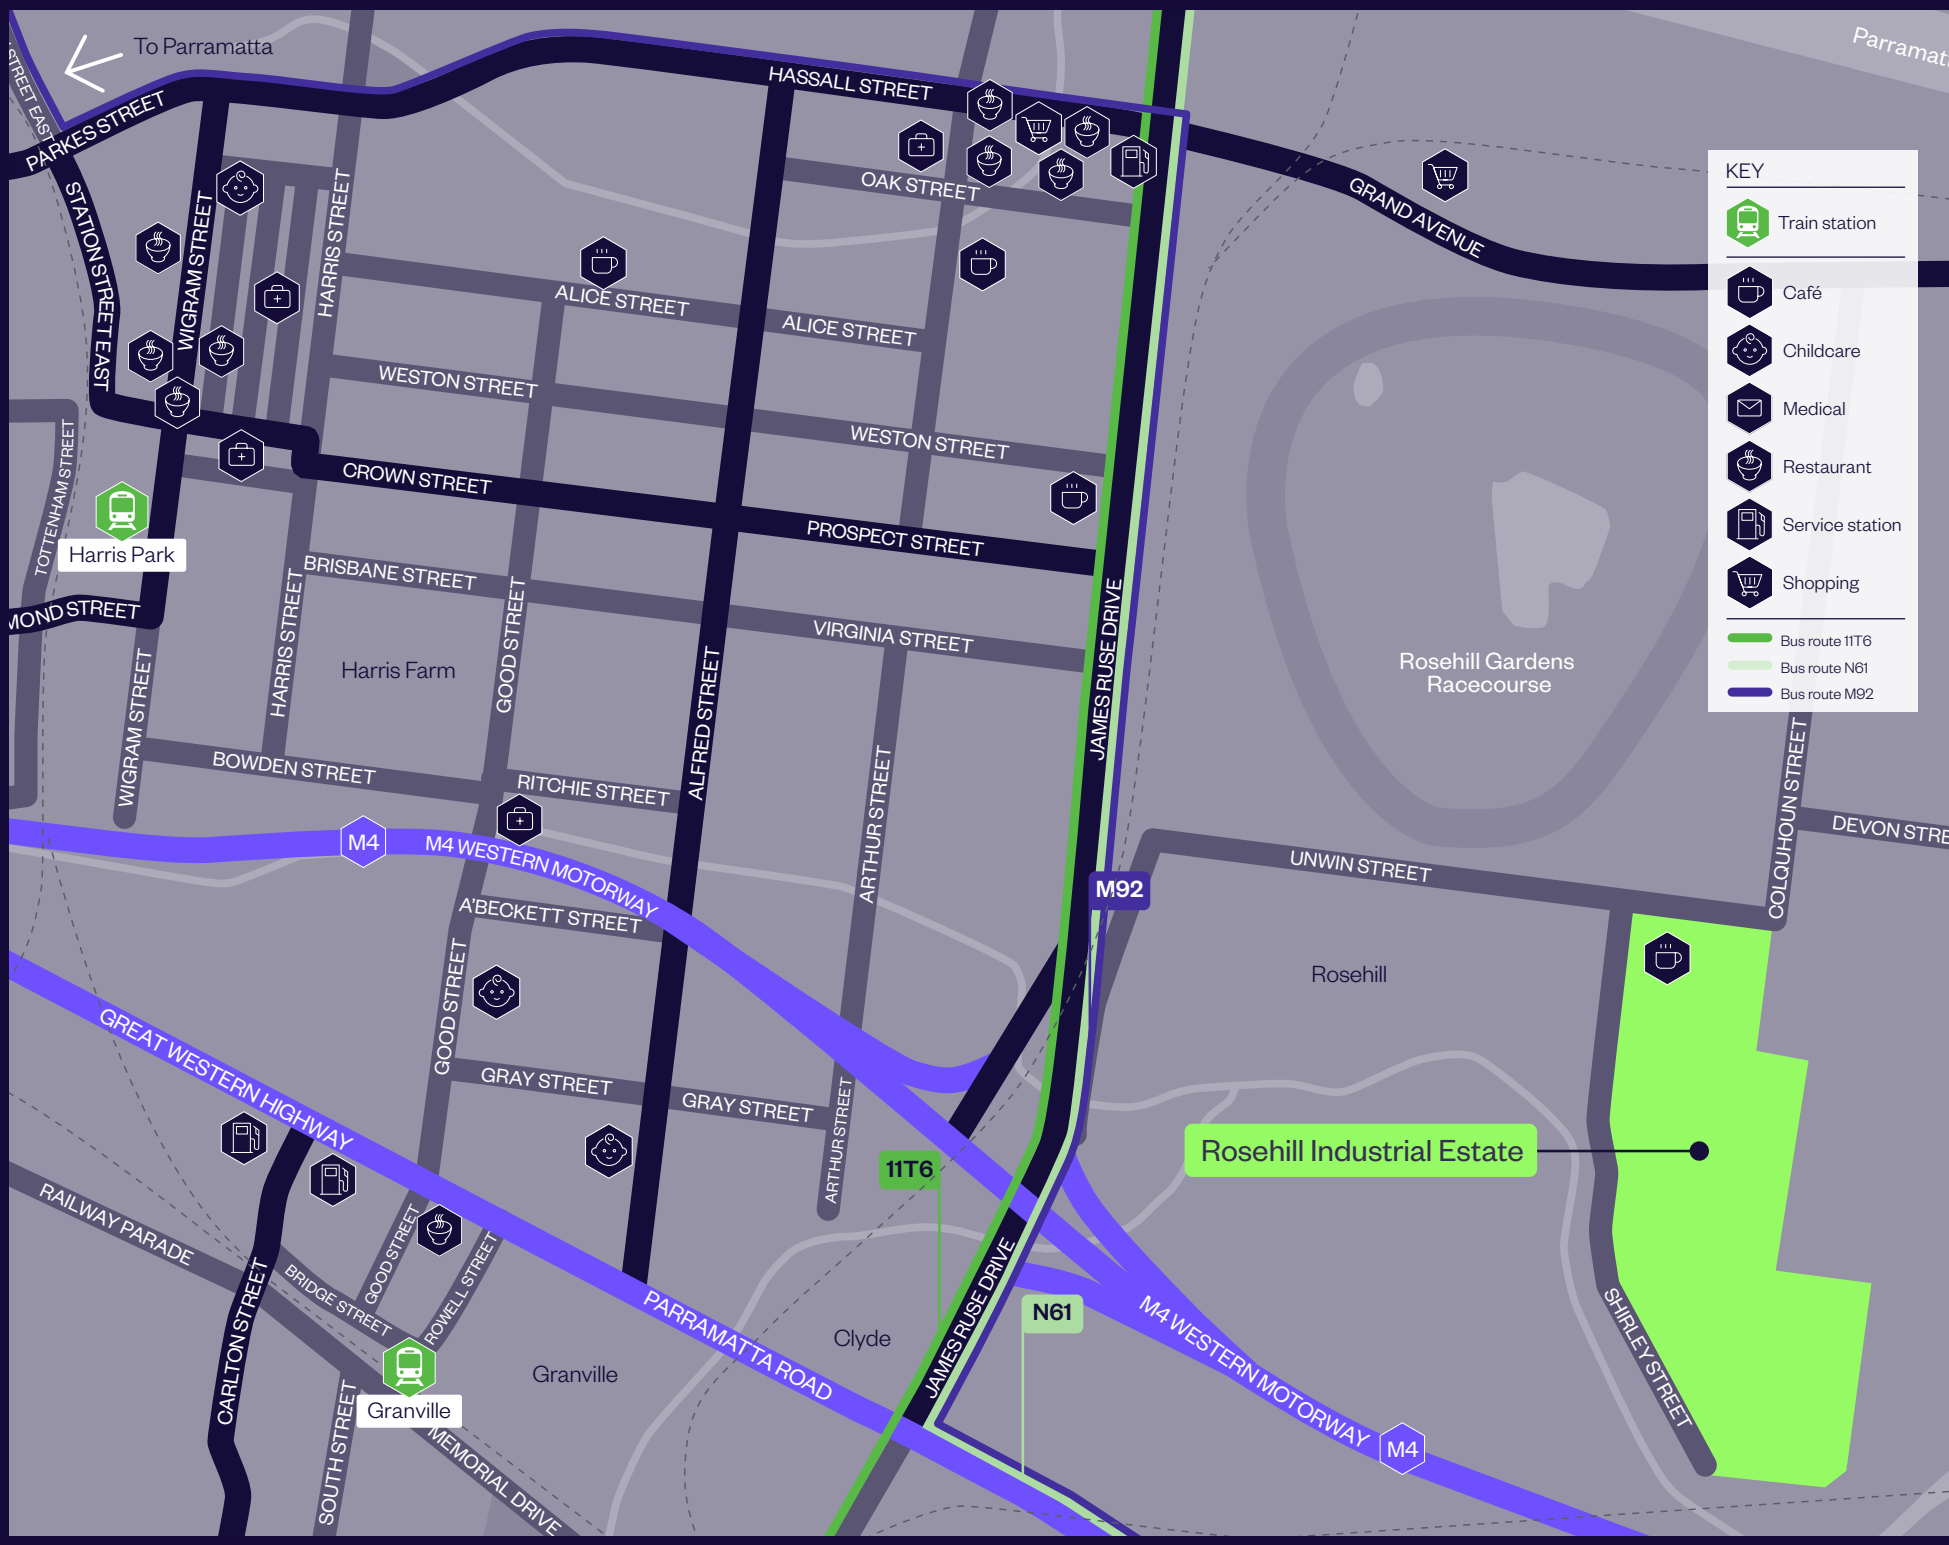 To Parramatta
STREET EAST
PARKES STREET
HASSALL STREET
Parramatt
STATION STREET EAST
WIGRAM STREET
HARRIS STREET
OAK STREET
GRAND AVENUE
ALICE STREET
ALICE STREET
WESTON STREET
WESTON STREET
TOTTENHAM STREET
CROWN STREET
PROSPECT STREET
Harris Park
MOND STREET
BRISBANE STREET
VIRGINIA STREET
HARRIS STREET
GOOD STREET
ALFRED STREET
JAMES RUSE DRIVE
Harris Farm
WIGRAM STREET
BOWDEN STREET
RITCHIE STREET
ARTHUR STREET
Rosehill Gardens
Racecourse
KEY
Train station
Café
Childcare
Medical
Restaurant
Service station
Shopping
Bus route 11T6
Bus route N61
Bus route M92
COLQUHOUN STREET
DEVON STRE
UNWIN STREET
M4
M4 WESTERN MOTORWAY
M92
A'BECKETT STREET
GOOD STREET
Rosehill
GREAT WESTERN HIGHWAY
GRAY STREET
GRAY STREET
ARTHUR STREET
11T6
Rosehill Industrial Estate
RAILWAY PARADE
BRIDGE STREET
GOOD STREET
ROWELL STREET
CARLTON STREET
Granville
SOUTH STREET
MEMORIAL DRIVE
Granville
PARRAMATTA ROAD
Clyde
JAMES RUSE DRIVE
N61
M4 WESTERN MOTORWAY
M4
SHIRLEY STREET